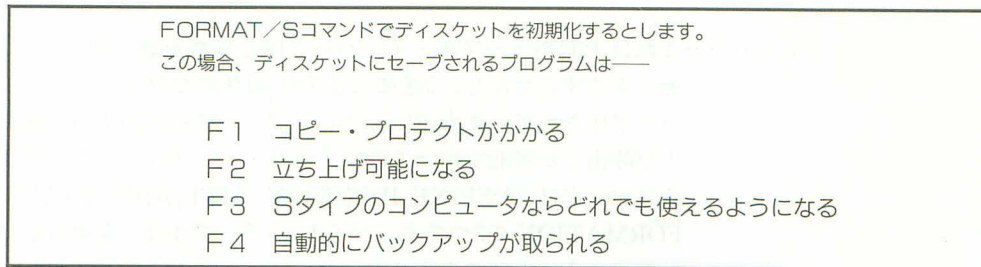 FORMAT／Sコマンドでディスケットを初期化するとします。
この場合、ディスケットにセーブされるプログラムは――
F1 コピー・プロテクトがかかる
F2 立ち上げ可能になる
F3 Sタイプのコンピュータならどれでも使えるようになる
F4 自動的にバックアップが取られる